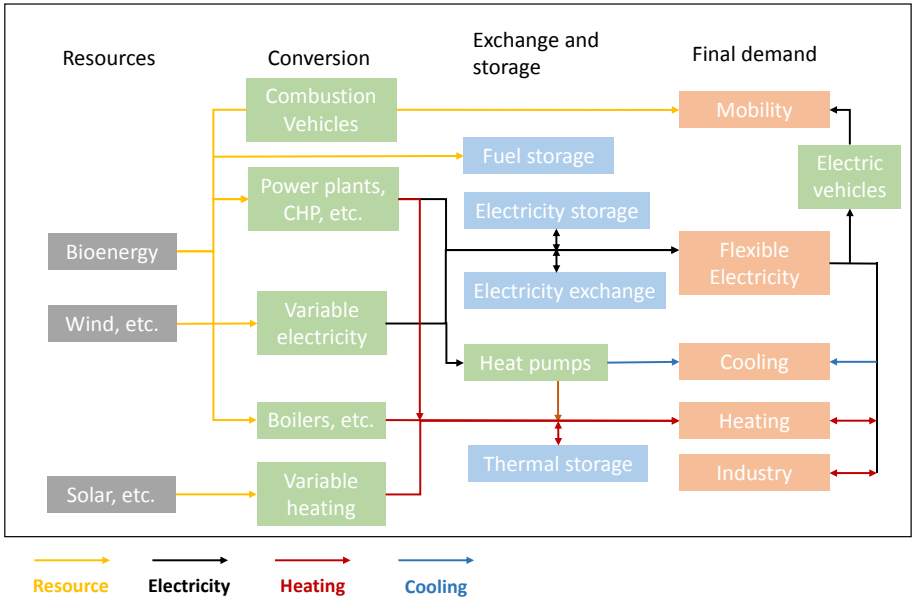 Resources
Conversion
Exchange and
storage
Final demand
Combustion
Vehicles
Mobility
Fuel storage
Electric
vehicles
Power plants,
CHP, etc.
Electricity storage
Bioenergy
Flexible
Electricity
Electricity exchange
Wind, etc.
Variable
electricity
Heat pumps
Cooling
Boilers, etc.
Heating
Thermal storage
Industry
Solar, etc.
Variable
heating
Resource
Electricity
Heating
Cooling